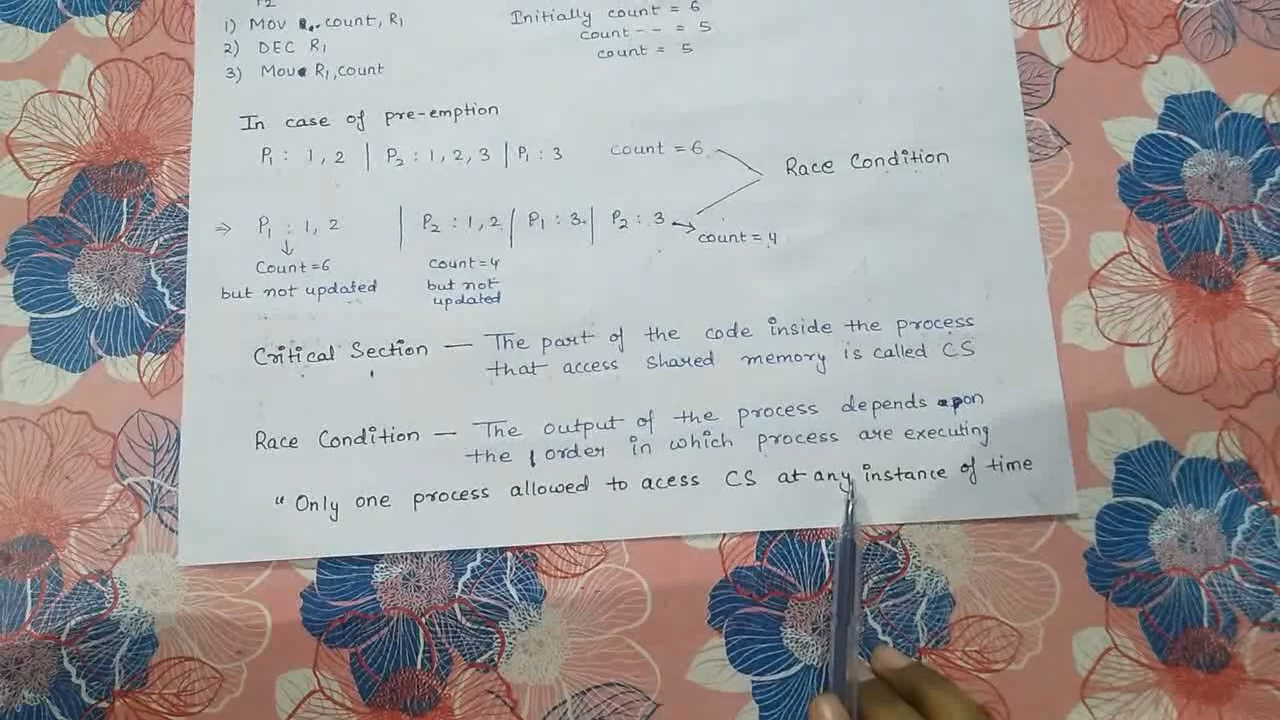 P2
1) Mov count, R1
2) DEC R1
3) Move R1, count
Initially count = 6
count -- = 5
count = 5
In case of pre-emption
P1 : 1, 2 | P2 : 1, 2, 3 | P1 : 3 count = 6
Race Condition
⇒ P1 : 1, 2 | P2 : 1, 2 | P1 : 3. | P2 : 3 → count = 4
↓
Count = 6
but not updated
count = 4
but not
updated
Critical Section — The part of the code inside the process
that access shared memory is called CS
Race Condition — The output of the process depends upon
the order in which process are executing
" Only one process allowed to acess CS at any instance of time